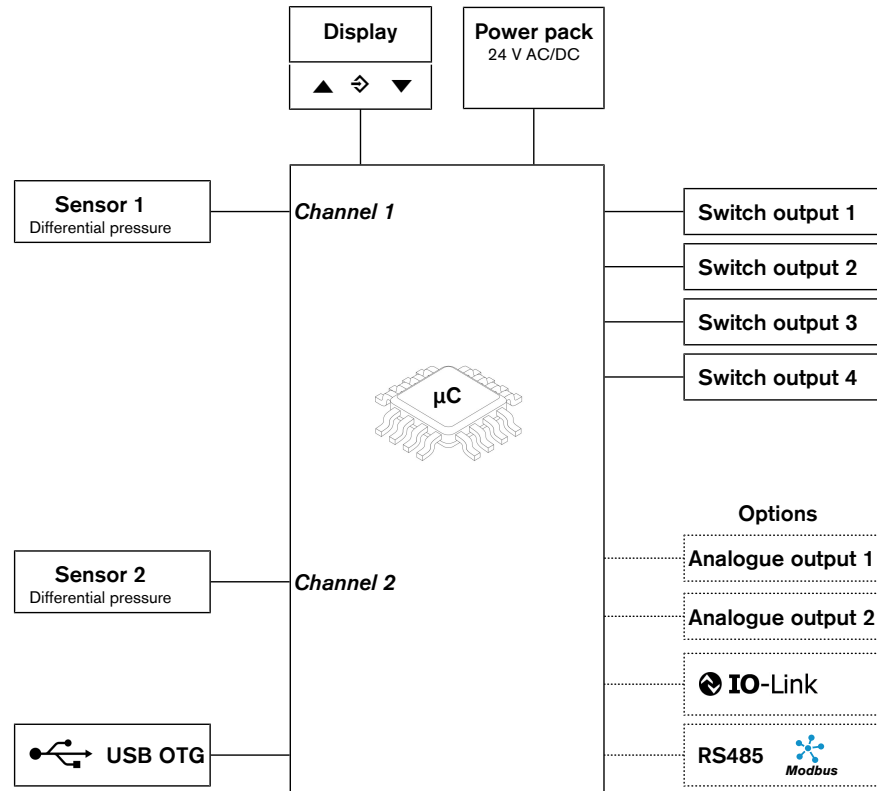 Display
Power pack
24 V AC/DC
Sensor 1
Differential pressure
Channel 1
Switch output 1
Switch output 2
Switch output 3
Switch output 4
µC
Options
Sensor 2
Differential pressure
Channel 2
Analogue output 1
Analogue output 2
IO-Link
USB OTG
RS485
Modbus